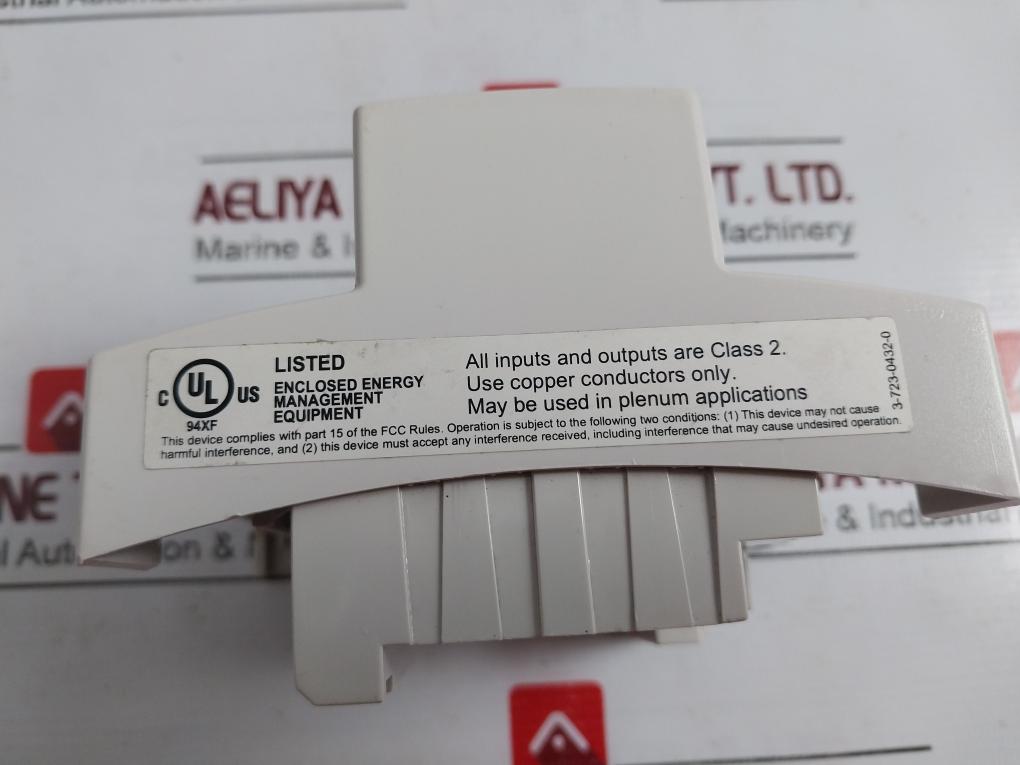 AELIYA
VT. LTD.
Marine & I
Machinery
C UL US
94XF
LISTED
ENCLOSED ENERGY
MANAGEMENT
EQUIPMENT
All inputs and outputs are Class 2.
Use copper conductors only.
May be used in plenum applications
This device complies with part 15 of the FCC Rules. Operation is subject to the following two conditions: (1) This device may not cause
harmful interference, and (2) this device must accept any interference received, including interference that may cause undesired operation.
3-723-0432-0
NE
& Industrial